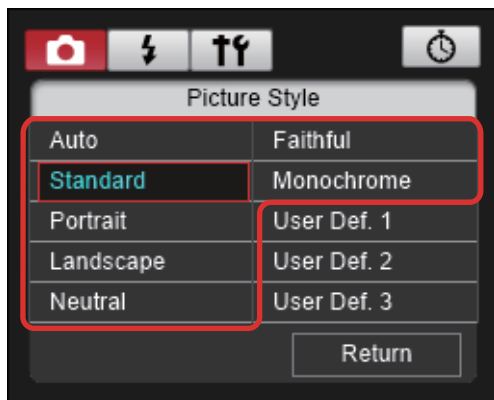 Picture Style
Auto
Faithful
Standard
Monochrome
Portrait
User Def. 1
Landscape
User Def. 2
Neutral
User Def. 3
Return